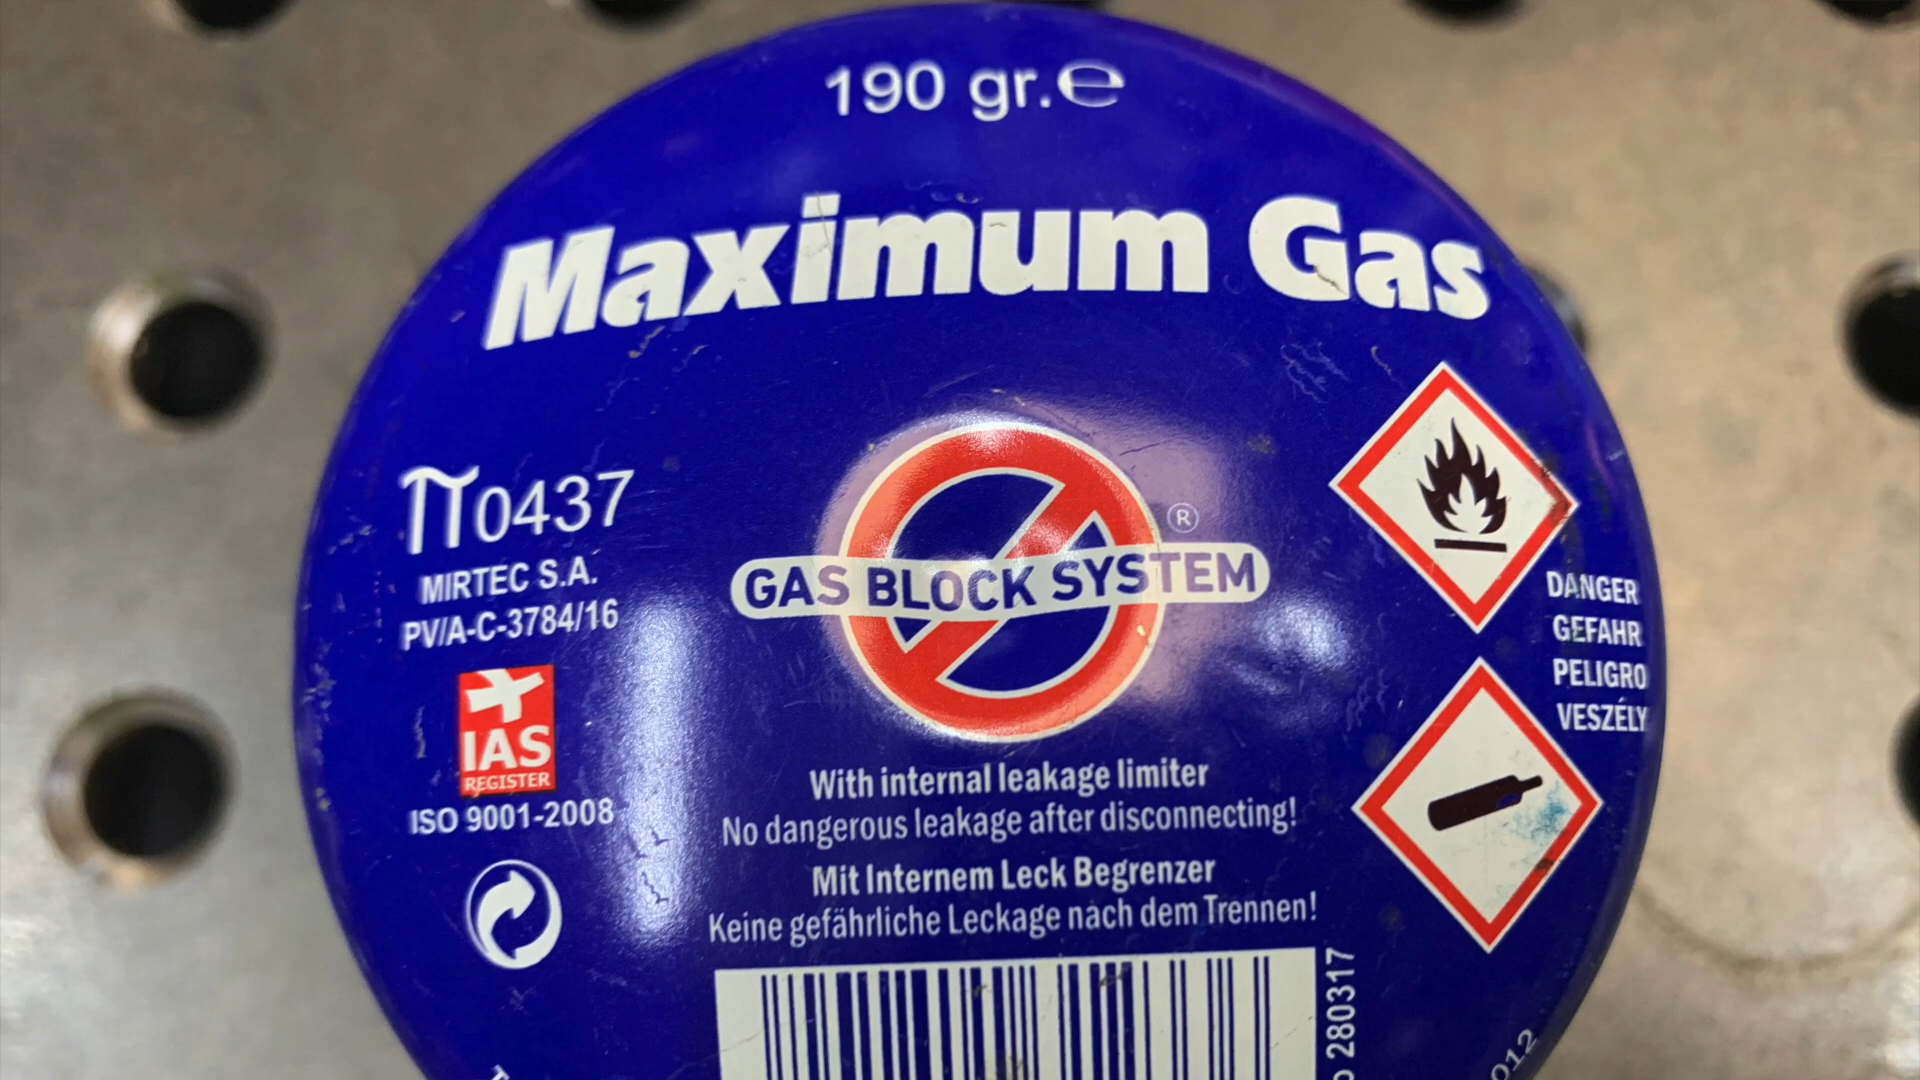 190 gr.℮
Maximum Gas
π0437
MIRTEC S.A.
PV/A-C-3784/16
IAS
REGISTER
ISO 9001-2008
GAS BLOCK SYSTEM
®
DANGER
GEFAHR
PELIGRO
VESZÉLY
With internal leakage limiter
No dangerous leakage after disconnecting!
Mit Internem Leck Begrenzer
Keine gefährliche Leckage nach dem Trennen!
280317
012